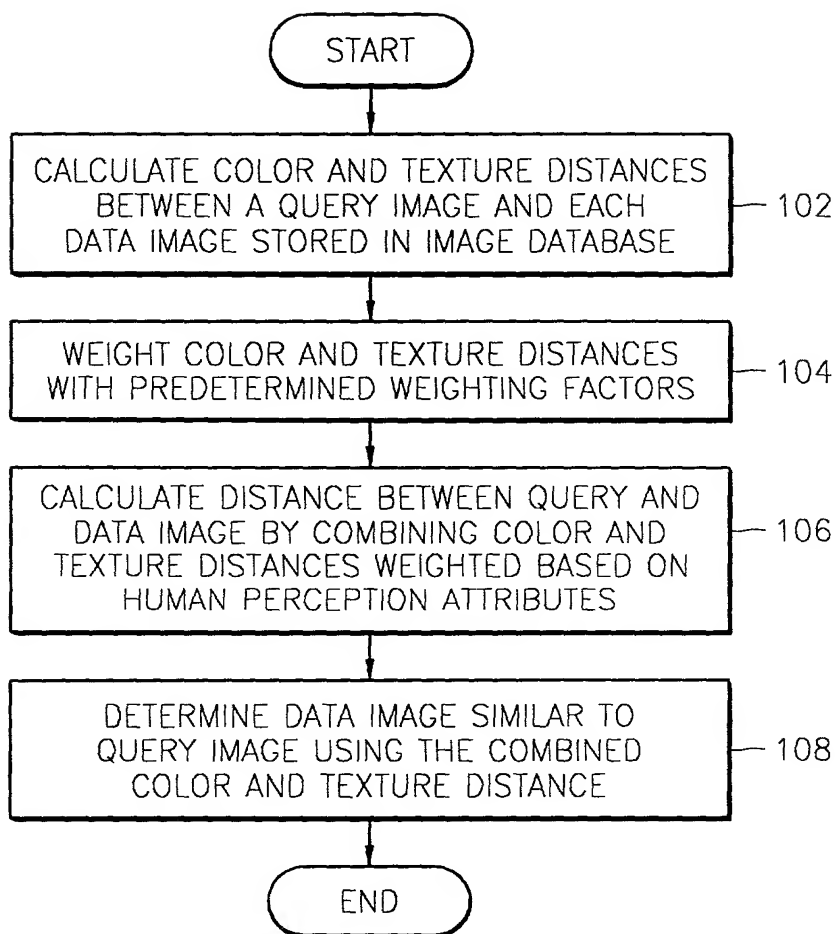 START
CALCULATE COLOR AND TEXTURE DISTANCES
BETWEEN A QUERY IMAGE AND EACH
DATA IMAGE STORED IN IMAGE DATABASE
102
WEIGHT COLOR AND TEXTURE DISTANCES
WITH PREDETERMINED WEIGHTING FACTORS
104
CALCULATE DISTANCE BETWEEN QUERY AND
DATA IMAGE BY COMBINING COLOR AND
TEXTURE DISTANCES WEIGHTED BASED ON
HUMAN PERCEPTION ATTRIBUTES
106
DETERMINE DATA IMAGE SIMILAR TO
QUERY IMAGE USING THE COMBINED
COLOR AND TEXTURE DISTANCE
108
END